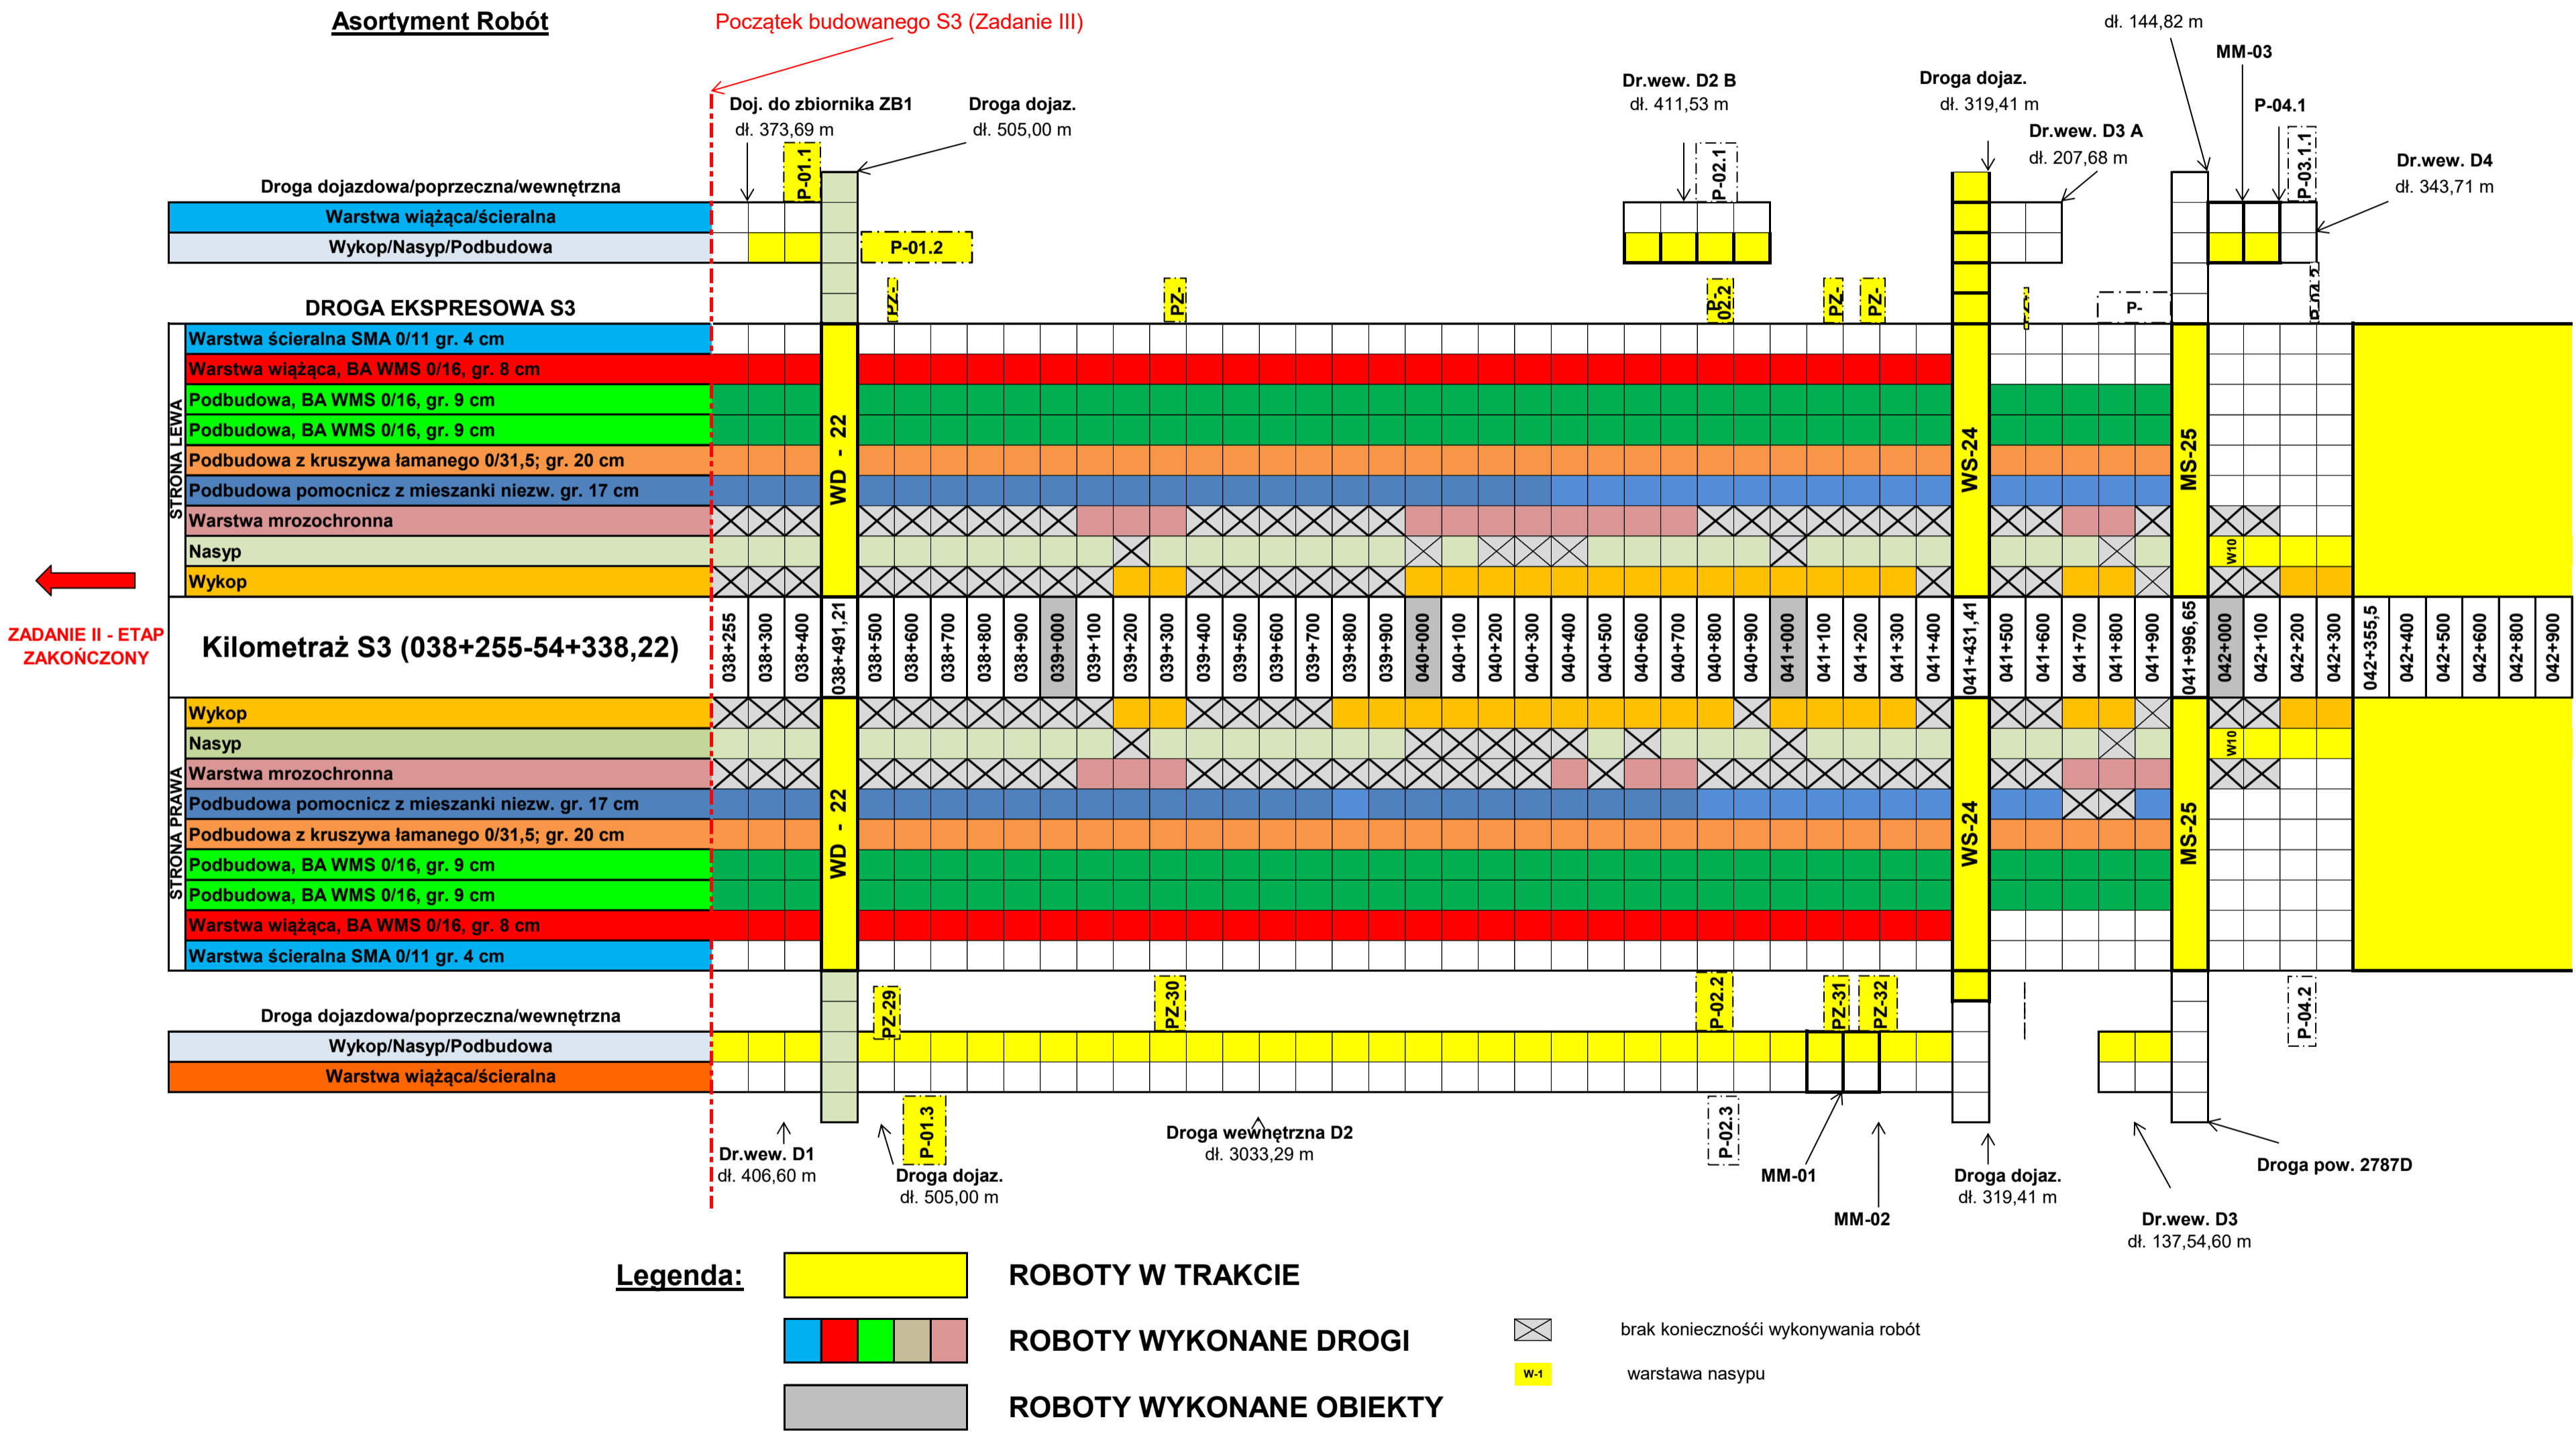 Asortyment Robót
Początek budowanego S3 (Zadanie III)
dł. 144,82 m
MM-03
Dr.wew. D2 B
dł. 411,53 m
Droga dojaz.
dł. 319,41 m
Doj. do zbiornika ZB1
dł. 373,69 m
Droga dojaz.
dł. 505,00 m
P-04.1
Dr.wew. D3 A
dł. 207,68 m
Dr.wew. D4
dł. 343,71 m
P-01.1
P-02.1
P-03.1.1
Droga dojazdowa/poprzeczna/wewnętrzna
Warstwa wiążąca/ścieralna
Wykop/Nasyp/Podbudowa
P-01.2
PZ-
PZ-
P-
02.2
PZ-
PZ-
P-
DROGA EKSPRESOWA S3
STRONA LEWA
Warstwa ścieralna SMA 0/11 gr. 4 cm
Warstwa wiążąca, BA WMS 0/16, gr. 8 cm
Podbudowa, BA WMS 0/16, gr. 9 cm
Podbudowa, BA WMS 0/16, gr. 9 cm
Podbudowa z kruszywa łamanego 0/31,5; gr. 20 cm
Podbudowa pomocnicz z mieszanki niezw. gr. 17 cm
Warstwa mrozochronna
Nasyp
Wykop
WD - 22
WS-24
MS-25
W10
ZADANIE II - ETAP
ZAKOŃCZONY
Kilometraż S3 (038+255-54+338,22)
038+255
038+300
038+400
038+491,21
038+500
038+600
038+700
038+800
038+900
039+000
039+100
039+200
039+300
039+400
039+500
039+600
039+700
039+800
039+900
040+000
040+100
040+200
040+300
040+400
040+500
040+600
040+700
040+800
040+900
041+000
041+100
041+200
041+300
041+400
041+431,41
041+500
041+600
041+700
041+800
041+900
041+996,65
042+000
042+100
042+200
042+300
042+355,5
042+400
042+500
042+600
042+800
042+900
STRONA PRAWA
Wykop
Nasyp
Warstwa mrozochronna
Podbudowa pomocnicz z mieszanki niezw. gr. 17 cm
Podbudowa z kruszywa łamanego 0/31,5; gr. 20 cm
Podbudowa, BA WMS 0/16, gr. 9 cm
Podbudowa, BA WMS 0/16, gr. 9 cm
Warstwa wiążąca, BA WMS 0/16, gr. 8 cm
Warstwa ścieralna SMA 0/11 gr. 4 cm
WD - 22
WS-24
MS-25
W10
PZ-29
PZ-30
P-02.2
PZ-31
PZ-32
P-04.2
Droga dojazdowa/poprzeczna/wewnętrzna
Wykop/Nasyp/Podbudowa
Warstwa wiążąca/ścieralna
P-01.3
P-02.3
Dr.wew. D1
dł. 406,60 m
Droga dojaz.
dł. 505,00 m
Droga wewnętrzna D2
dł. 3033,29 m
MM-01
MM-02
Droga dojaz.
dł. 319,41 m
Droga pow. 2787D
Dr.wew. D3
dł. 137,54,60 m
Legenda:
ROBOTY W TRAKCIE
ROBOTY WYKONANE DROGI
ROBOTY WYKONANE OBIEKTY
brak koniecznośći wykonywania robót
W-1
warstawa nasypu